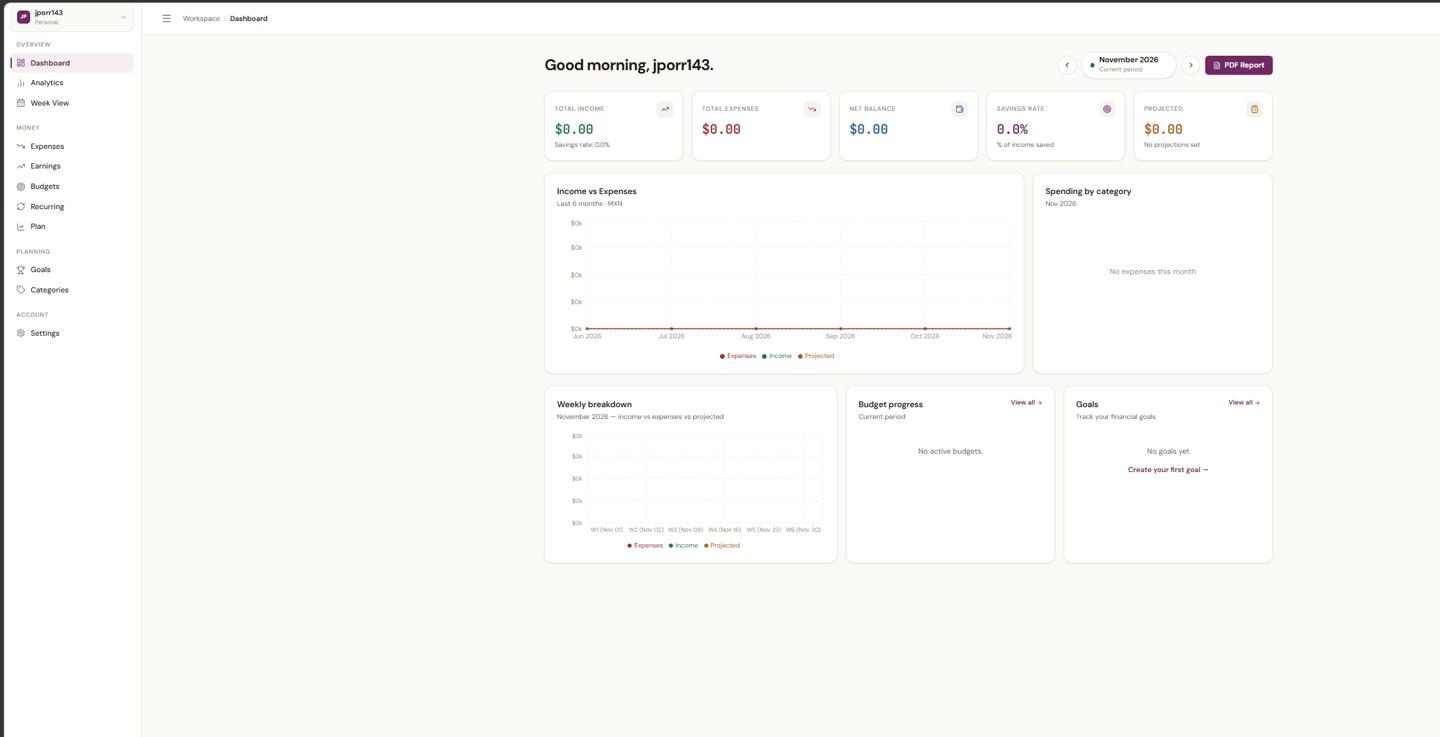 JP
jporr143
Personal
OVERVIEW
Dashboard
Analytics
Week View
MONEY
Expenses
Earnings
Budgets
Recurring
Plan
PLANNING
Goals
Categories
ACCOUNT
Settings
Workspace / Dashboard
Good morning, jporr143.
November 2026
Current period
PDF Report
TOTAL INCOME
$0.00
Savings rate: 0.0%
TOTAL EXPENSES
$0.00
NET BALANCE
$0.00
SAVINGS RATE
0.0%
% of income saved
PROJECTED
$0.00
No projections set
Income vs Expenses
Last 6 months · MXN
$0k
$0k
$0k
$0k
$0k
Jun 2026 Jul 2026 Aug 2026 Sep 2026 Oct 2026 Nov 2026
Expenses Income Projected
Spending by category
Nov 2026
No expenses this month
Weekly breakdown
November 2026 — income vs expenses vs projected
$0k
$0k
$0k
$0k
$0k
W1 (Nov 01) W2 (Nov 02) W3 (Nov 09) W4 (Nov 16) W5 (Nov 23) W6 (Nov 30)
Expenses Income Projected
Budget progress
View all →
Current period
No active budgets.
Goals
View all →
Track your financial goals
No goals yet
Create your first goal →